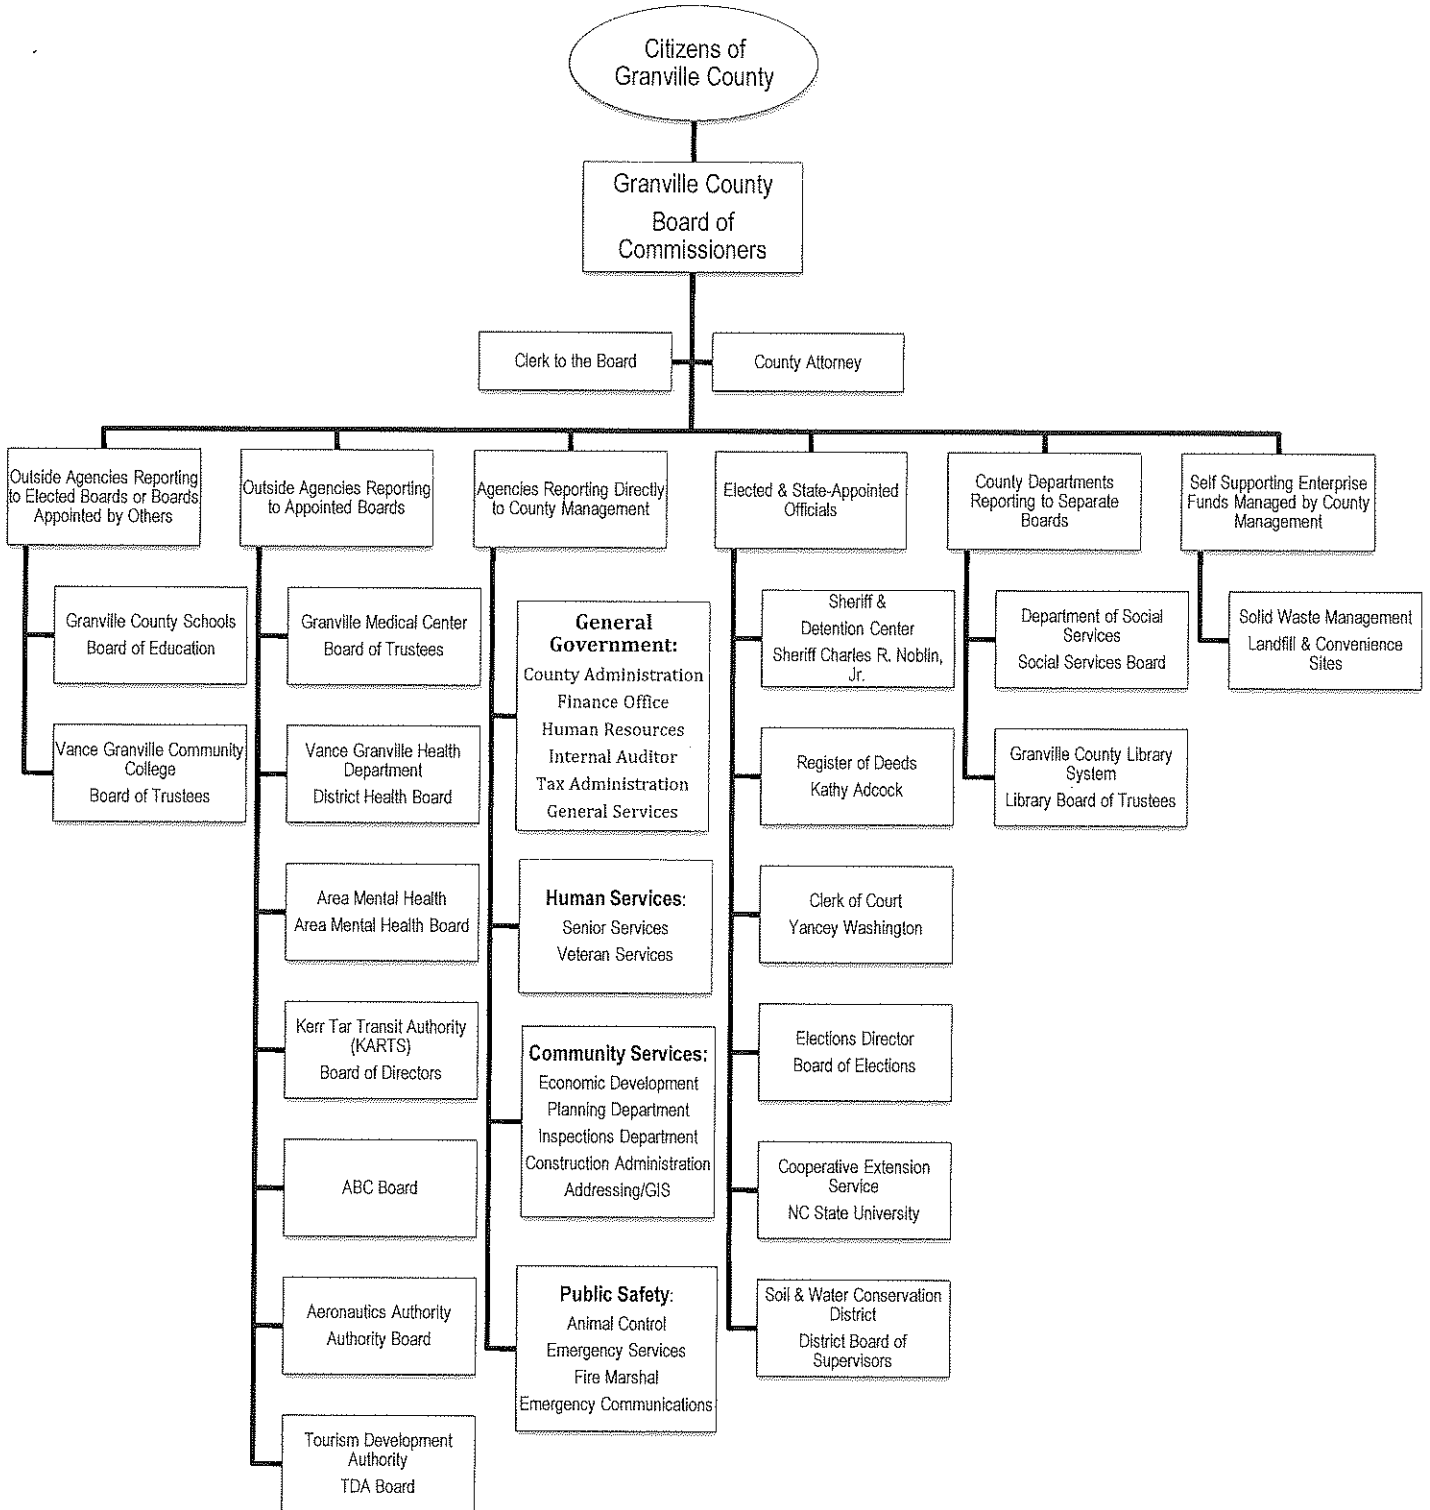 Citizens of
Granville County
Granville County
Board of
Commissioners
Clerk to the Board
County Attorney
Outside Agencies Reporting
to Elected Boards or Boards
Appointed by Others
Granville County Schools
Board of Education
Vance Granville Community
College
Board of Trustees
Outside Agencies Reporting
to Appointed Boards
Granville Medical Center
Board of Trustees
Vance Granville Health
Department
District Health Board
Area Mental Health
Area Mental Health Board
Kerr Tar Transit Authority
(KARTS)
Board of Directors
ABC Board
Aeronautics Authority
Authority Board
Tourism Development
Authority
TDA Board
Agencies Reporting Directly
to County Management
General
Government:
County Administration
Finance Office
Human Resources
Internal Auditor
Tax Administration
General Services
Human Services:
Senior Services
Veteran Services
Community Services:
Economic Development
Planning Department
Inspections Department
Construction Administration
Addressing/GIS
Public Safety:
Animal Control
Emergency Services
Fire Marshal
Emergency Communications
Elected & State-Appointed
Officials
Sheriff &
Detention Center
Sheriff Charles R. Noblin,
Jr.
Register of Deeds
Kathy Adcock
Clerk of Court
Yancey Washington
Elections Director
Board of Elections
Cooperative Extension
Service
NC State University
Soil & Water Conservation
District
District Board of
Supervisors
County Departments
Reporting to Separate
Boards
Department of Social
Services
Social Services Board
Granville County Library
System
Library Board of Trustees
Self Supporting Enterprise
Funds Managed by County
Management
Solid Waste Management
Landfill & Convenience
Sites